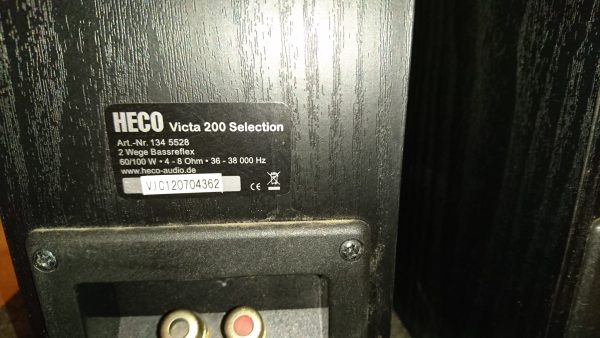 HECO Victa 200 Selection
Art.-Nr. 134 5528
2 Wege Bassreflex
60/100 W • 4 - 8 Ohm • 36 - 38 000 Hz
www.heco-audio.de
VIC120704362
CE